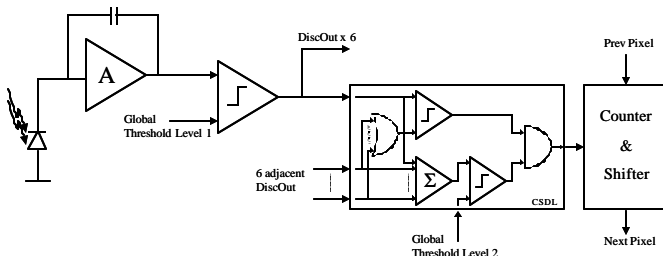 DiscOut x 6
Prev Pixel
A
Global
Threshold Level 1
Counter
&
Shifter
6 adjacent
DiscOut
Σ
CSDL
Global
Threshold Level 2
Next Pixel